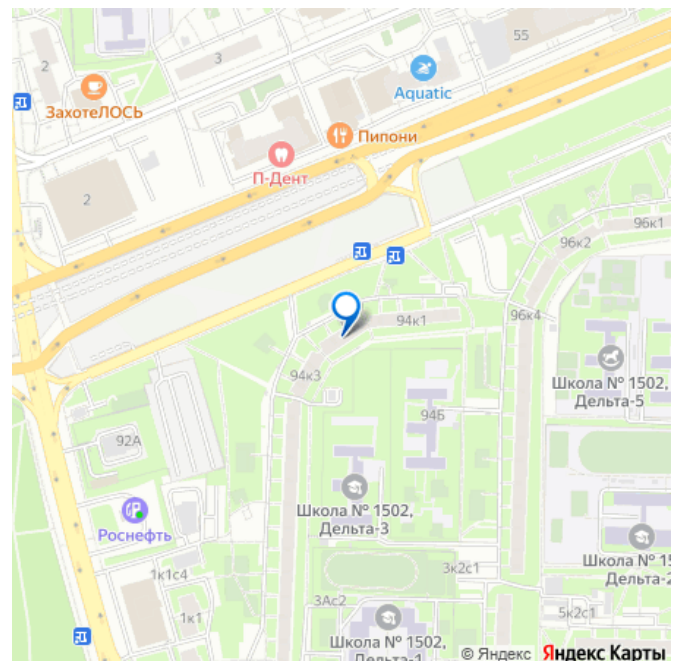 55
2
3
Aquatic
ЗахотеЛОСЬ
Пипони
П-Дент
2
96к1
96к2
96к4
94к1
94к3
Школа № 1502,
Дельта-5
94Б
92А
Школа № 1502,
Дельта-3
Роснефть
Школа № 15
Дельта-2
3к2с1
1к1с4
3Ас2
1к1
5к2с1
Школа № 1502,
Дельта-1
© Яндекс Яндекс Карты